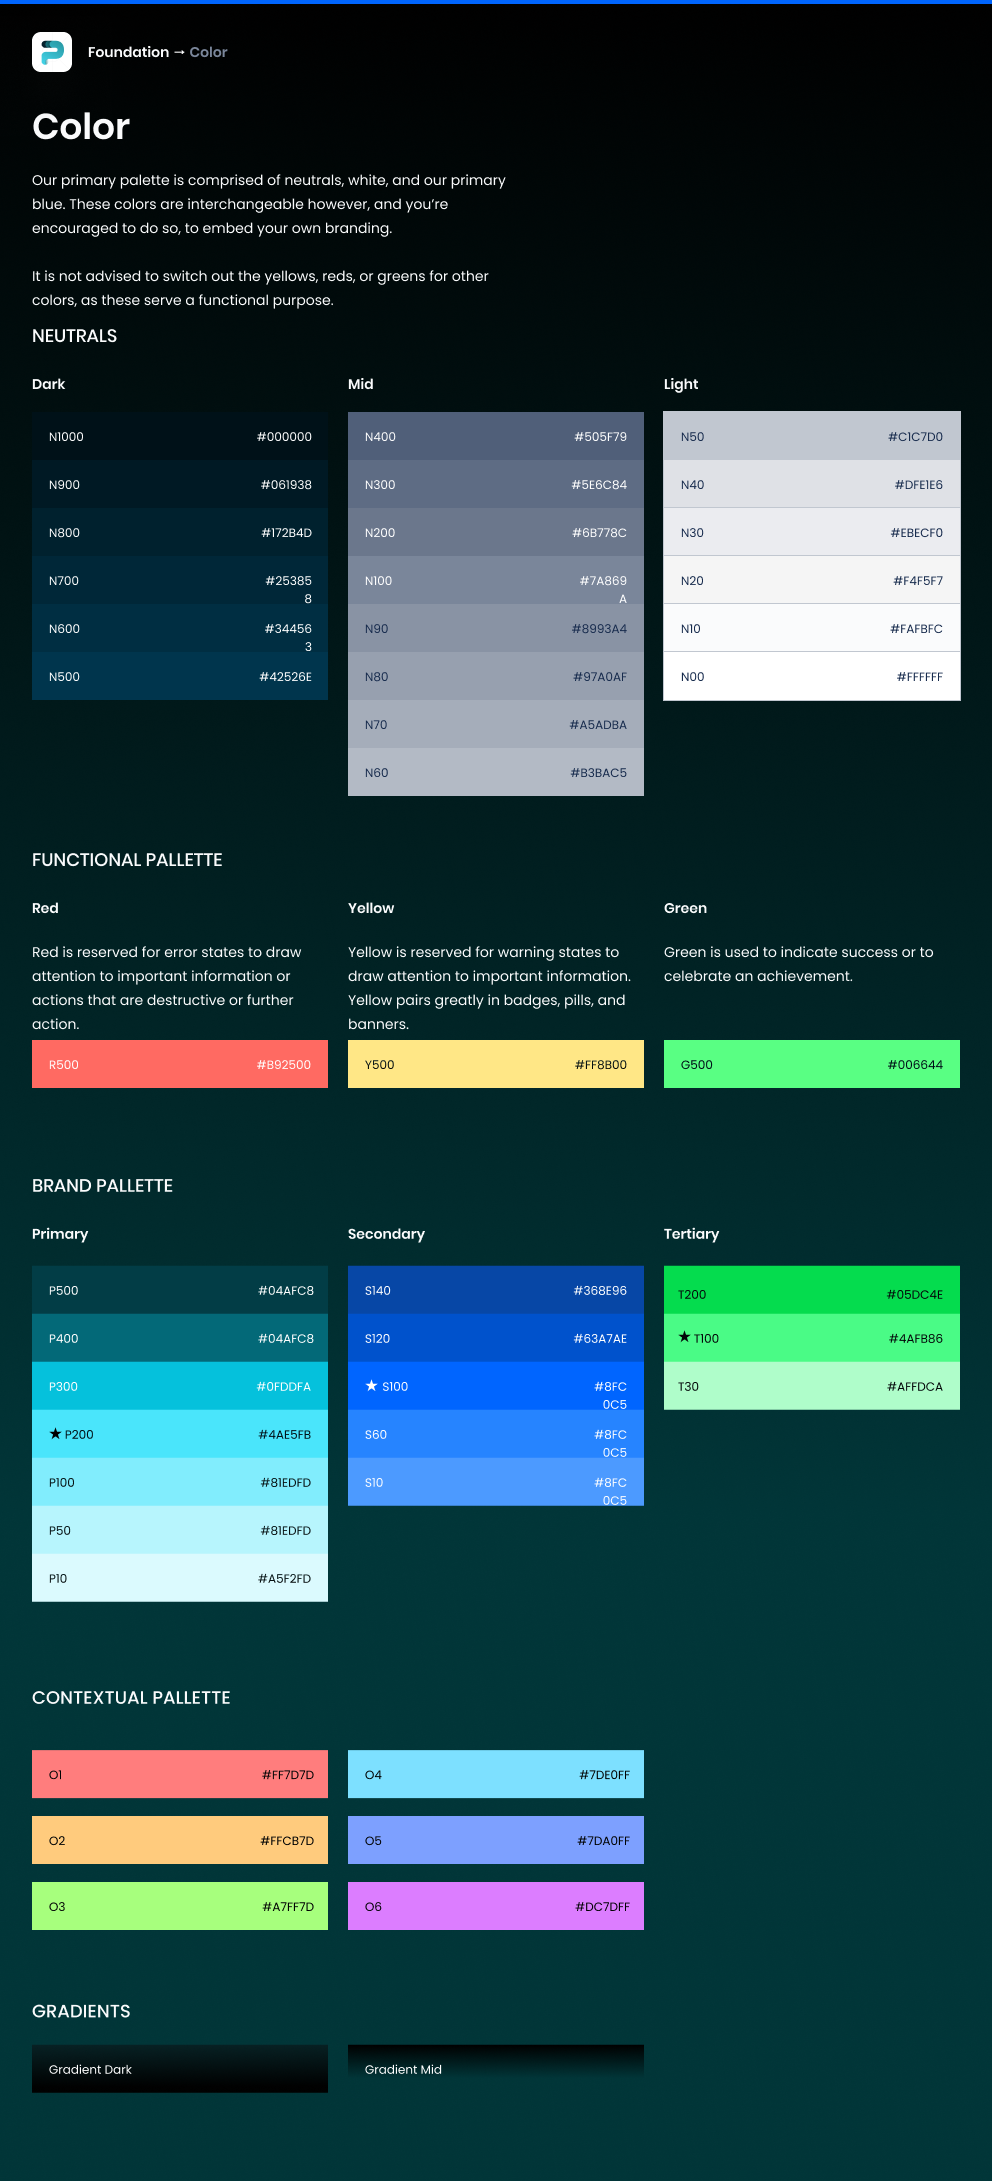 Foundation → Color
Color
Our primary palette is comprised of neutrals, white, and our primary
blue. These colors are interchangeable however, and you’re
encouraged to do so, to embed your own branding.
It is not advised to switch out the yellows, reds, or greens for other
colors, as these serve a functional purpose.
NEUTRALS
Dark
N1000 #000000
N900 #061938
N800 #172B4D
N700 #25385
8
N600 #34456
3
N500 #42526E
Mid
N400 #505F79
N300 #5E6C84
N200 #6B778C
N100 #7A869
A
N90 #8993A4
N80 #97A0AF
N70 #A5ADBA
N60 #B3BAC5
Light
N50 #C1C7D0
N40 #DFE1E6
N30 #EBECF0
N20 #F4F5F7
N10 #FAFBFC
N00 #FFFFFF
FUNCTIONAL PALLETTE
Red
Red is reserved for error states to draw
attention to important information or
actions that are destructive or further
action.
R500 #B92500
Yellow
Yellow is reserved for warning states to
draw attention to important information.
Yellow pairs greatly in badges, pills, and
banners.
Y500 #FF8B00
Green
Green is used to indicate success or to
celebrate an achievement.
G500 #006644
BRAND PALLETTE
Primary
P500 #04AFC8
P400 #04AFC8
P300 #0FDDFA
★ P200 #4AE5FB
P100 #81EDFD
P50 #81EDFD
P10 #A5F2FD
Secondary
S140 #368E96
S120 #63A7AE
★ S100 #8FC
0C5
S60 #8FC
0C5
S10 #8FC
0C5
Tertiary
T200 #05DC4E
★ T100 #4AFB86
T30 #AFFDCA
CONTEXTUAL PALLETTE
O1 #FF7D7D
O2 #FFCB7D
O3 #A7FF7D
O4 #7DE0FF
O5 #7DA0FF
O6 #DC7DFF
GRADIENTS
Gradient Dark
Gradient Mid